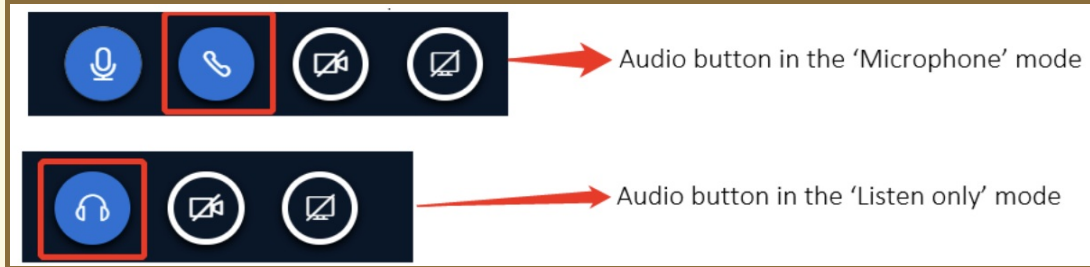 Audio button in the ‘Microphone’ mode
Audio button in the ‘Listen only’ mode